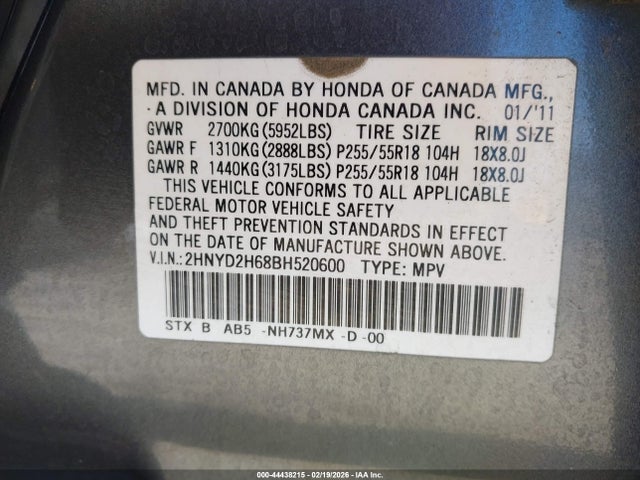 MFD. IN CANADA BY HONDA OF CANADA MFG.,
A DIVISION OF HONDA CANADA INC. 01/'11
GVWR 2700KG(5952LBS) TIRE SIZE RIM SIZE
GAWR F 1310KG(2888LBS) P255/55R18 104H 18X8.0J
GAWR R 1440KG(3175LBS) P255/55R18 104H 18X8.0J
THIS VEHICLE CONFORMS TO ALL APPLICABLE
FEDERAL MOTOR VEHICLE SAFETY
AND THEFT PREVENTION STANDARDS IN EFFECT
ON THE DATE OF MANUFACTURE SHOWN ABOVE.
V.I.N.:2HNYD2H68BH520600 TYPE: MPV
STX B AB5 -NH737MX -D -00
000-44438215 - 02/19/2026 - IAA Inc.